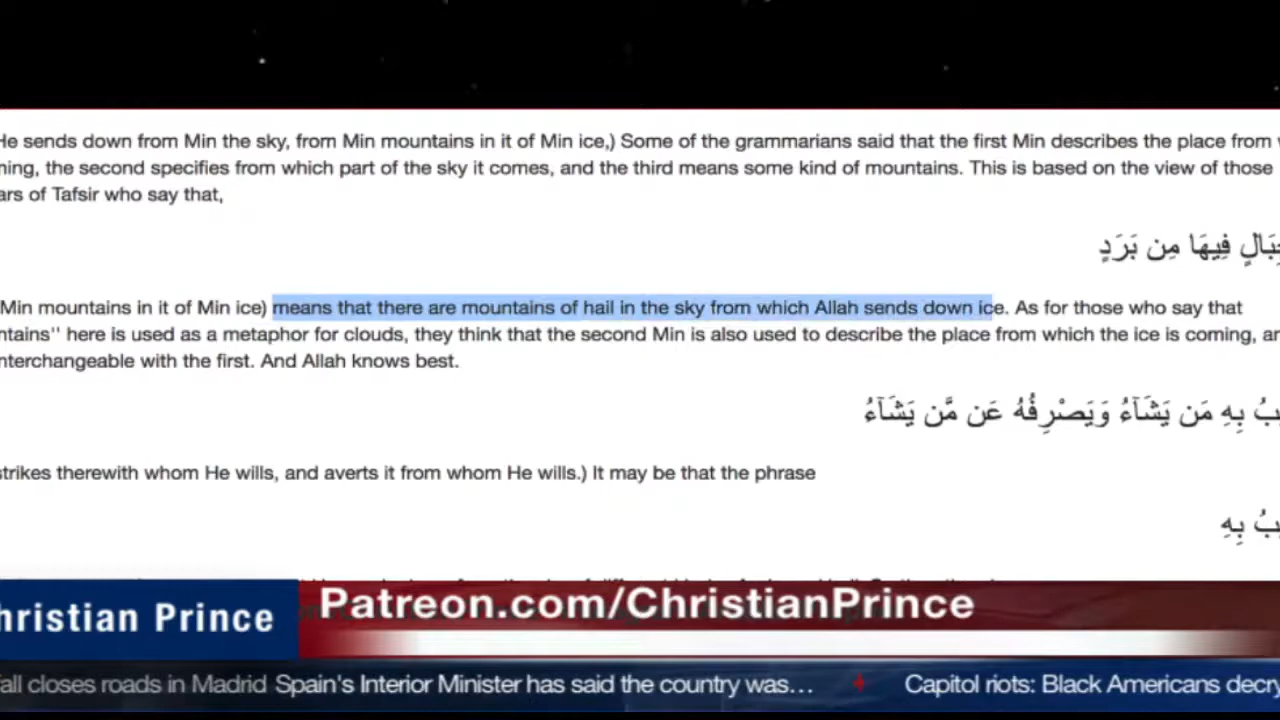 He sends down from Min the sky, from Min mountains in it of Min ice,) Some of the grammarians said that the first Min describes the place from
ming, the second specifies from which part of the sky it comes, and the third means some kind of mountains. This is based on the view of those
ars of Tafsir who say that,
جِبَالٍ فِيهَا مِن بَرَدٍ
Min mountains in it of Min ice) means that there are mountains of hail in the sky from which Allah sends down ice. As for those who say that
ntains'' here is used as a metaphor for clouds, they think that the second Min is also used to describe the place from which the ice is coming, an
nterchangeable with the first. And Allah knows best.
يبُ بِهِ مَن يَشَآءُ وَيَصْرِفُهُ عَن مَّن يَشَآءُ
strikes therewith whom He wills, and averts it from whom He wills.) It may be that the phrase
يبُ بِهِ
hristian Prince
Patreon.com/ChristianPrince
fall closes roads in Madrid Spain's Interior Minister has said the country was... Capitol riots: Black Americans decry